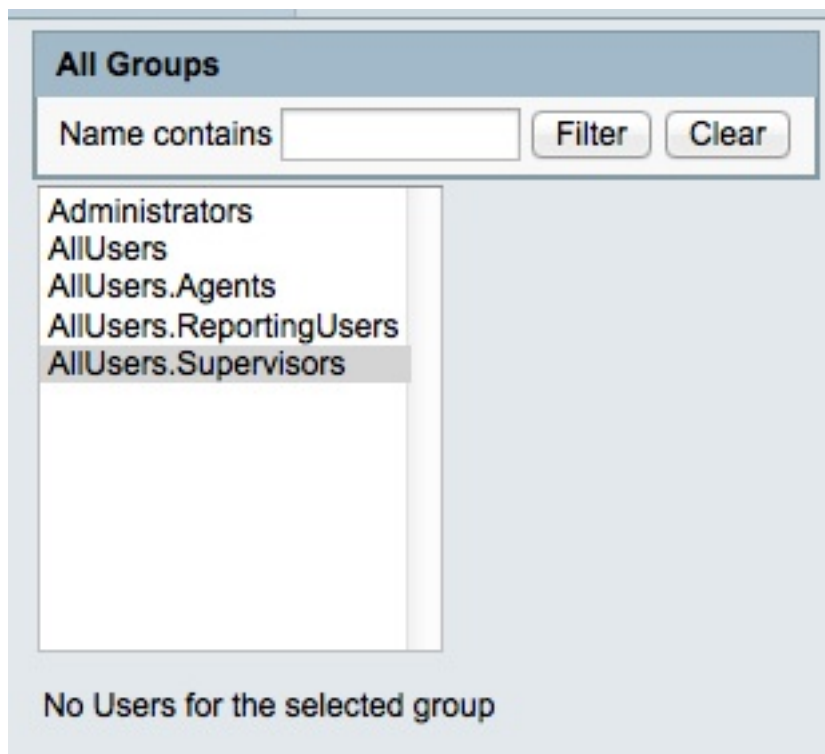 All Groups
Name contains Filter Clear
Administrators
AllUsers
AllUsers.Agents
AllUsers.ReportingUsers
AllUsers.Supervisors
No Users for the selected group